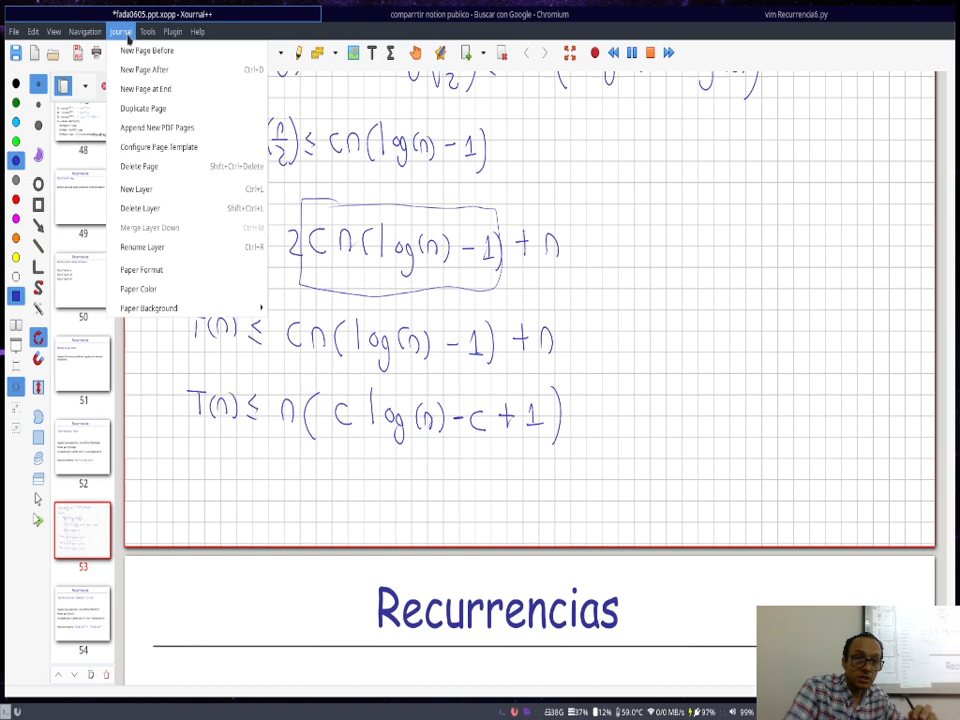 *fada0605.ppt.xopp - Xournal++
comparrtir notion publico - Buscar con Google - Chromium
vim Recurrencia6.py
File Edit View Navigation Journal Tools Plugin Help
New Page Before
New Page After Ctrl+D
New Page at End
Duplicate Page
Append New PDF Pages
Configure Page Template
Delete Page Shift+Ctrl+Delete
New Layer Ctrl+L
Delete Layer Shift+Ctrl+L
Merge Layer Down Ctrl+M
Rename Layer Ctrl+R
Paper Format
Paper Color
Paper Background
48
49
50
51
52
53
54
≤ cn(log(n) - 1)
2 cn(log(n) - 1) + n
T(n) ≤ cn(log(n) - 1) + n
T(n) ≤ n(c log(n) - c + 1)
Recurrencias
38G 37% 12% 59.0°C 0/0 MB/s 97% 99%